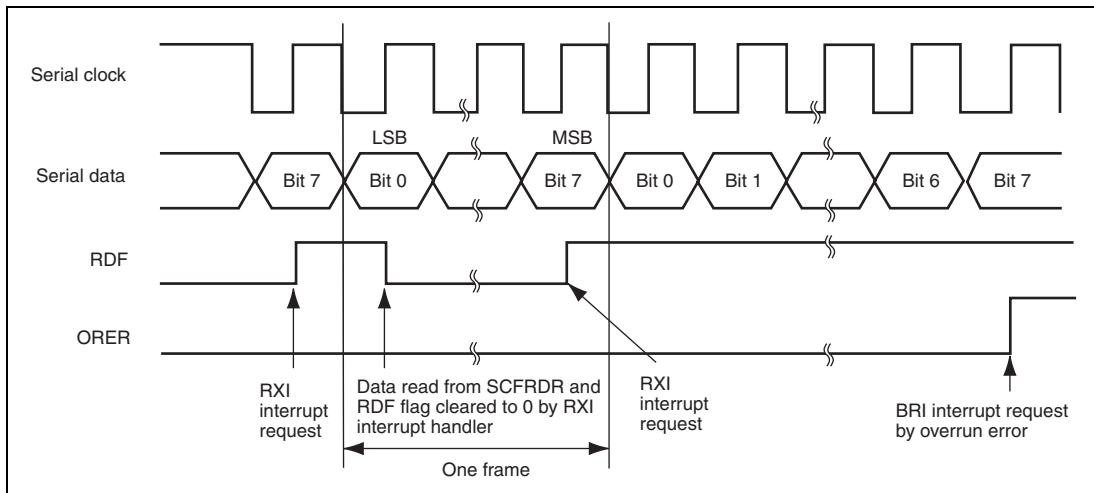 Serial clock
LSB
MSB
Serial data
Bit 7
Bit 0
Bit 7
Bit 0
Bit 1
Bit 6
Bit 7
RDF
ORER
RXI
interrupt
request
Data read from SCFRDR and
RDF flag cleared to 0 by RXI
interrupt handler
RXI
interrupt
request
BRI interrupt request
by overrun error
One frame